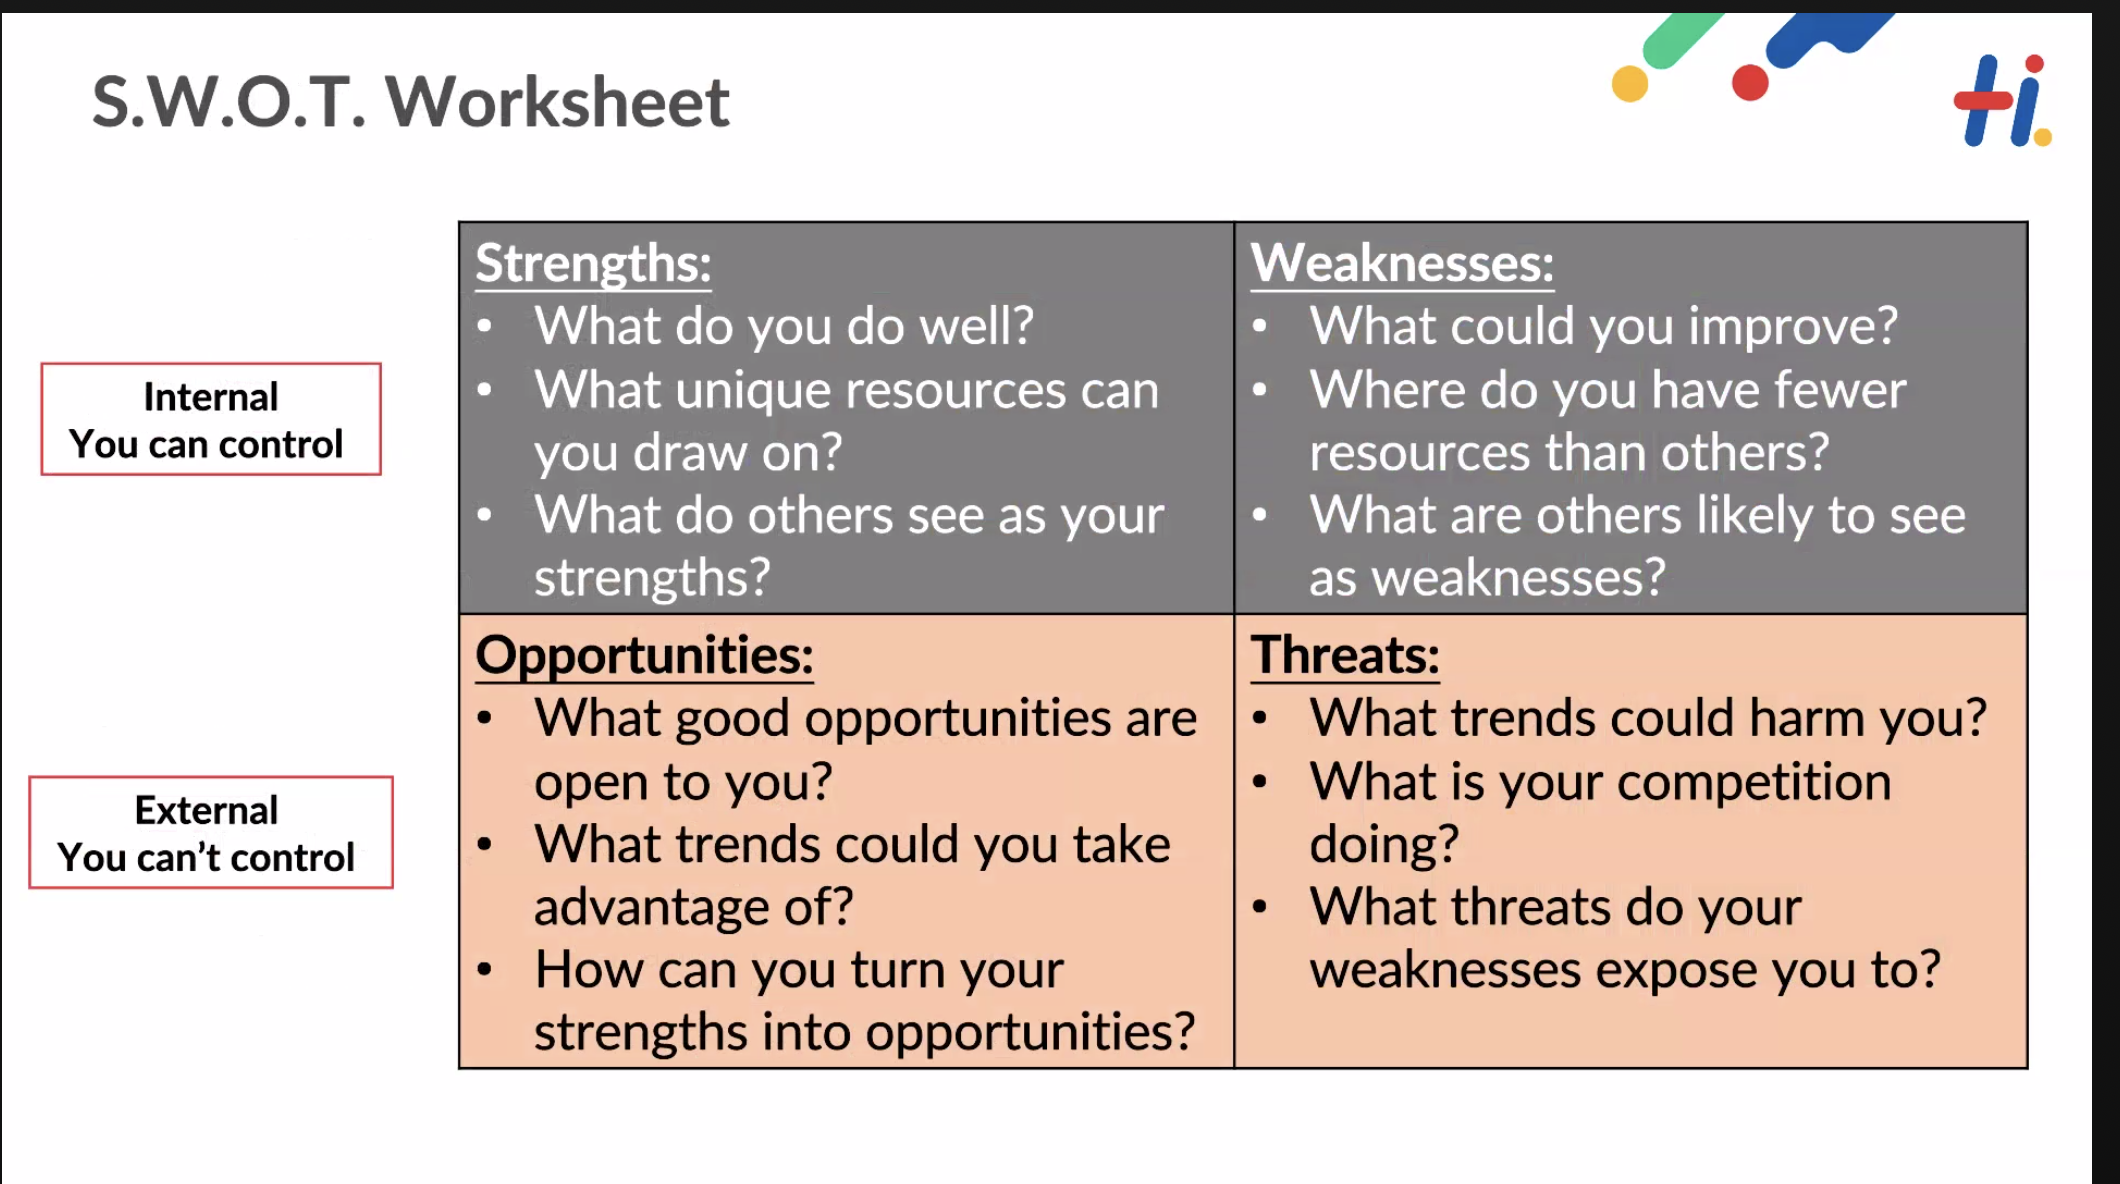 S.W.O.T. Worksheet
Hi.
Internal
You can control
Strengths:
• What do you do well?
• What unique resources can
you draw on?
• What do others see as your
strengths?
Weaknesses:
• What could you improve?
• Where do you have fewer
resources than others?
• What are others likely to see
as weaknesses?
External
You can’t control
Opportunities:
• What good opportunities are
open to you?
• What trends could you take
advantage of?
• How can you turn your
strengths into opportunities?
Threats:
• What trends could harm you?
• What is your competition
doing?
• What threats do your
weaknesses expose you to?